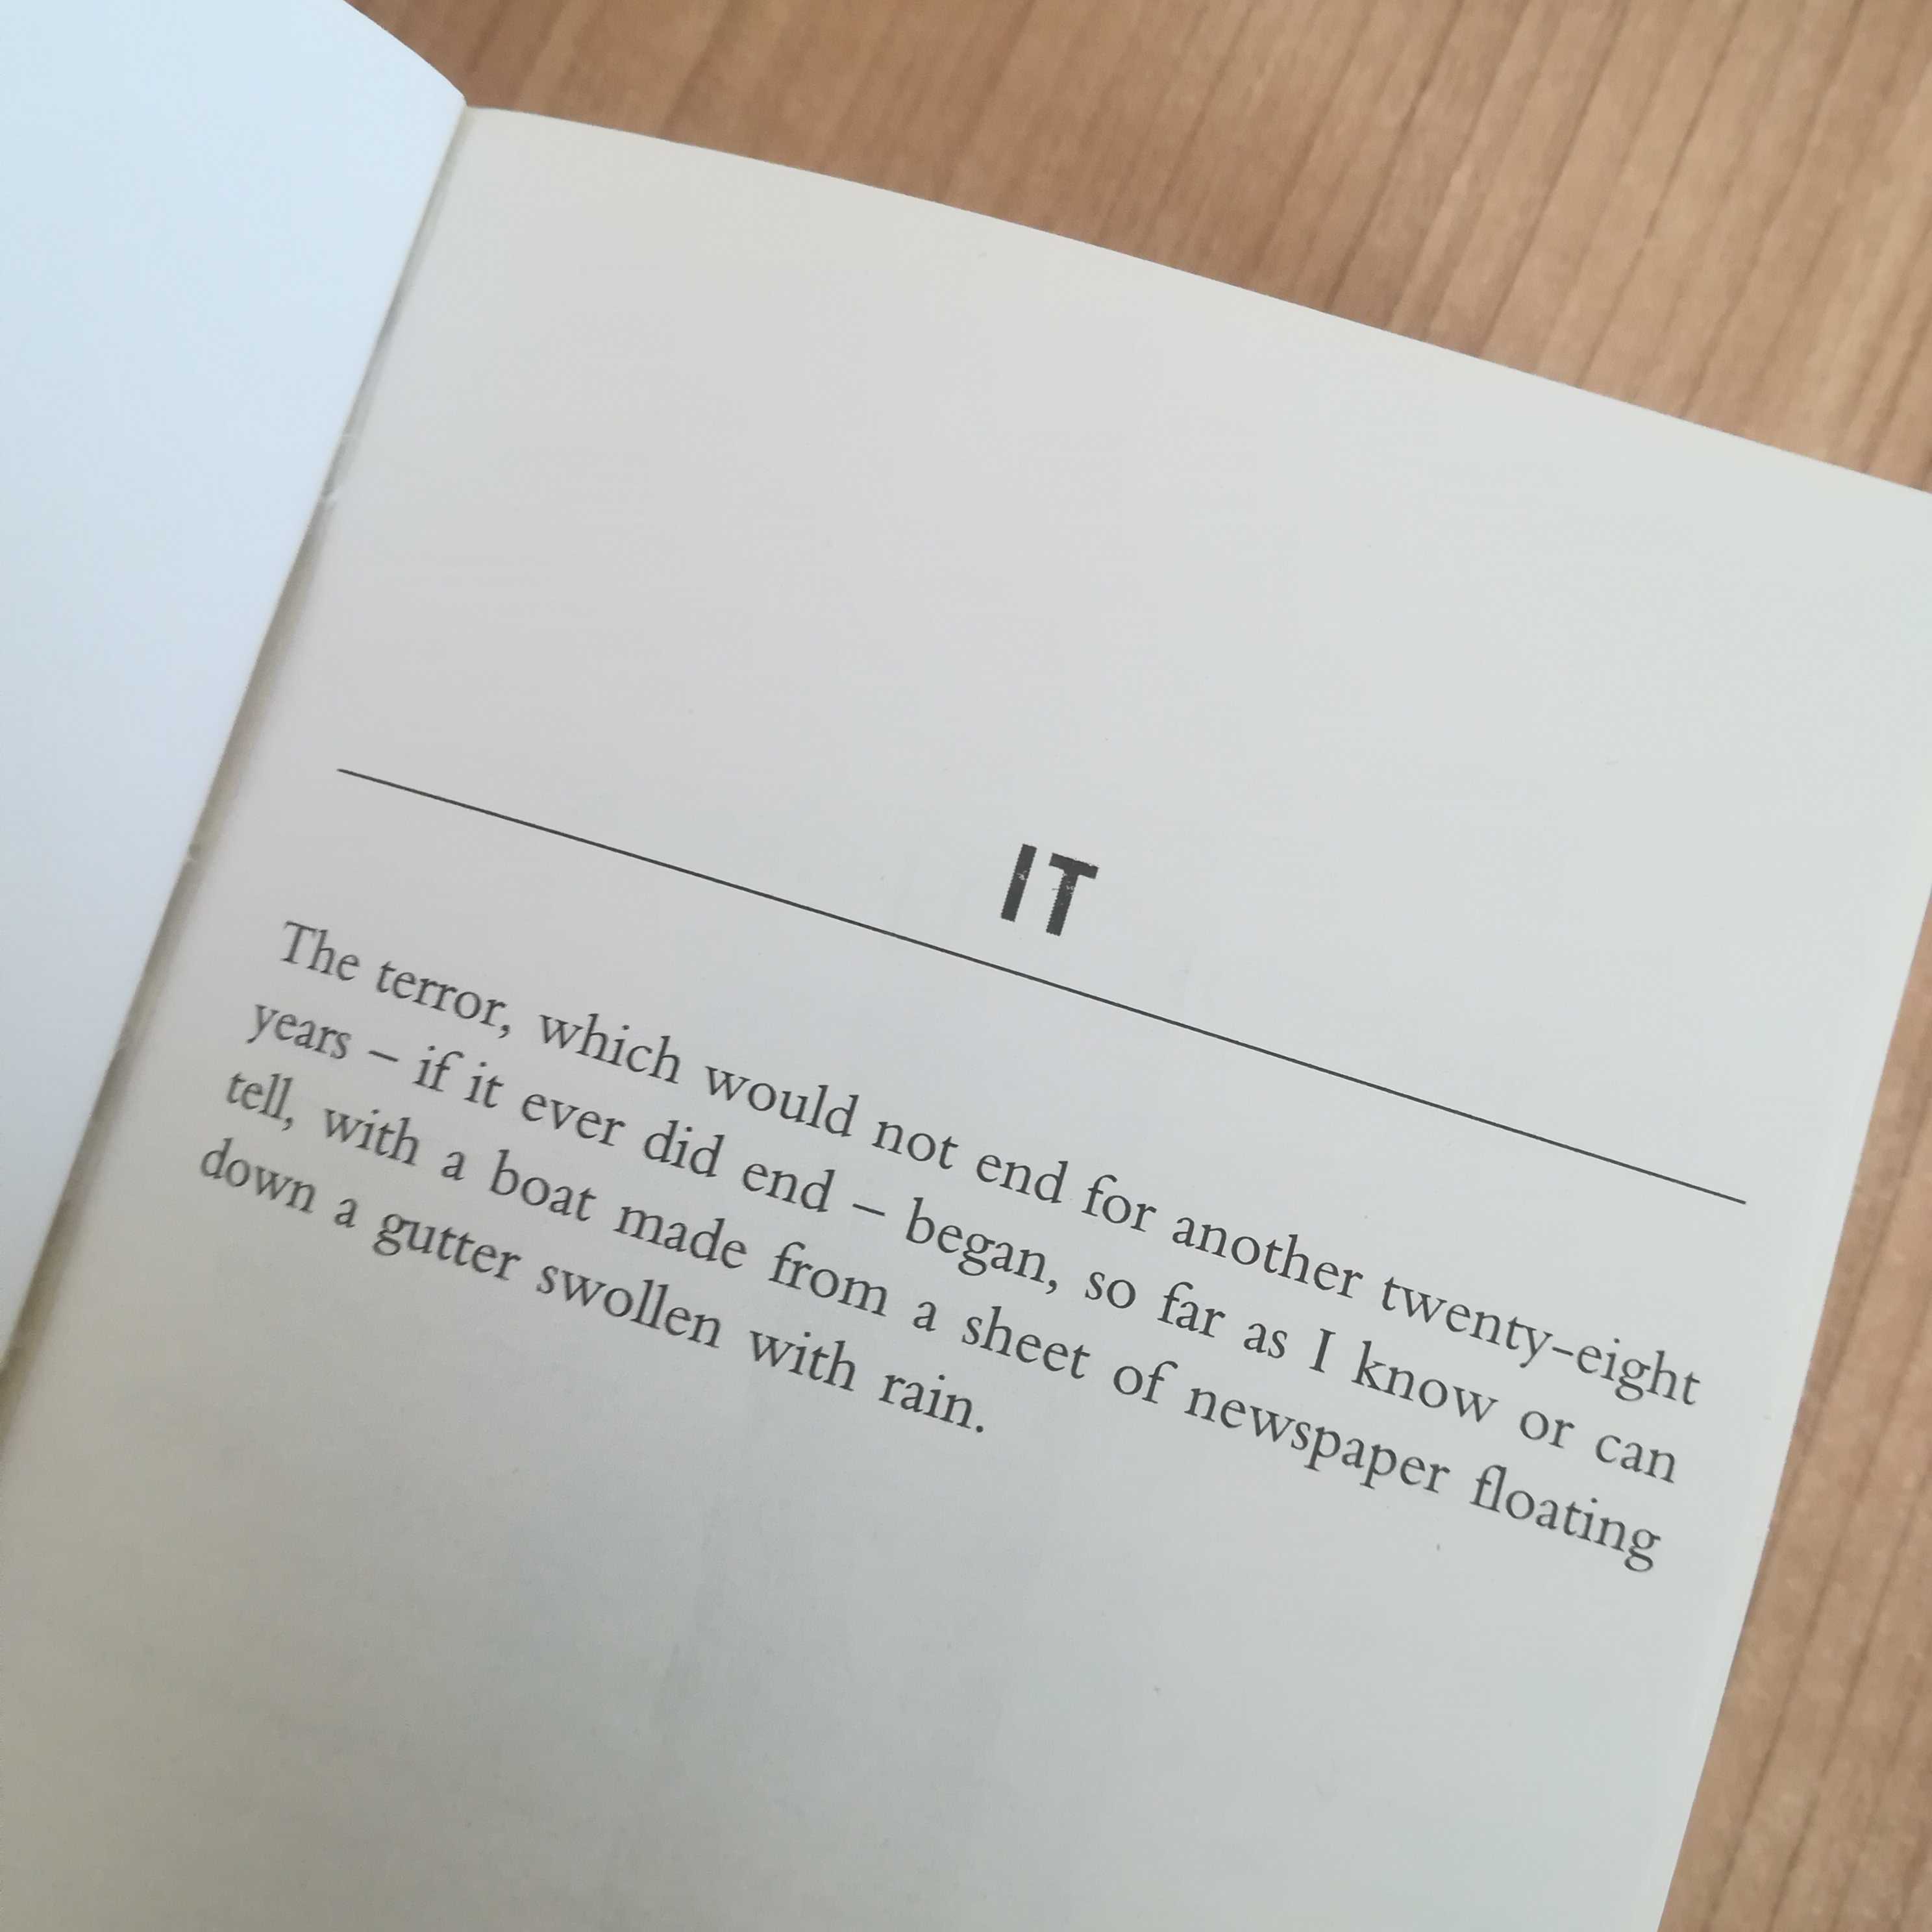 IT
The terror, which would not end for another twenty-eight
years – if it ever did end – began, so far as I know or can
tell, with a boat made from a sheet of newspaper floating
down a gutter swollen with rain.